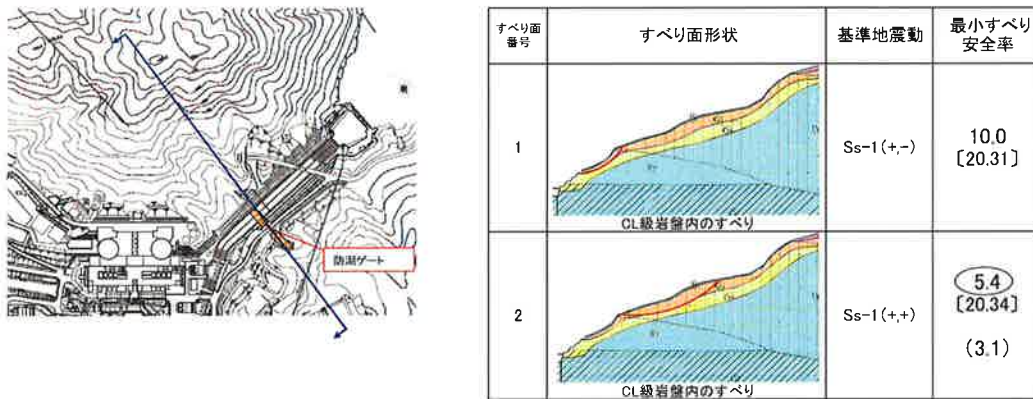 防潮ゲート
すべり面
番号
すべり面形状
基準地震動
最小すべり
安全率
1
CL級岩盤内のすべり
Ss-1(+,-)
10.0
[20.31]
2
CL級岩盤内のすべり
Ss-1(+,+)
5.4
[20.34]
(3.1)